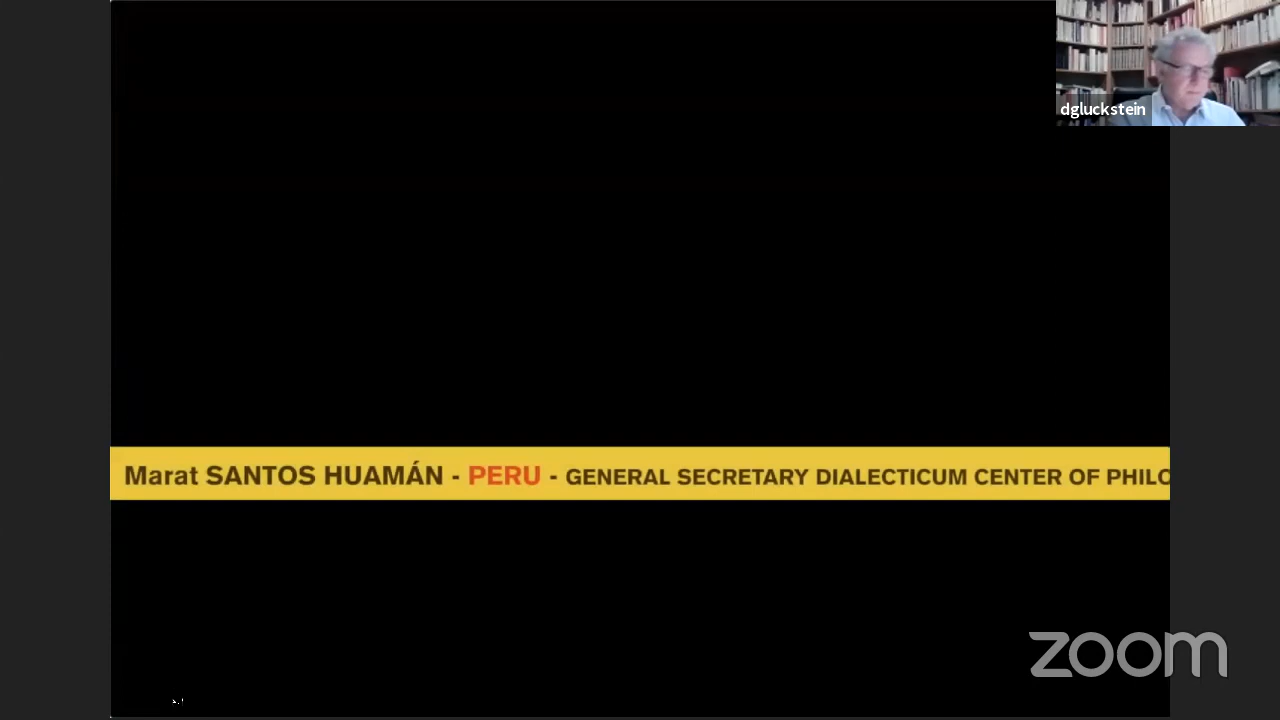 dgluckstein
Marat SANTOS HUAMÁN - PERU - GENERAL SECRETARY DIALECTICUM CENTER OF PHILO
zoom